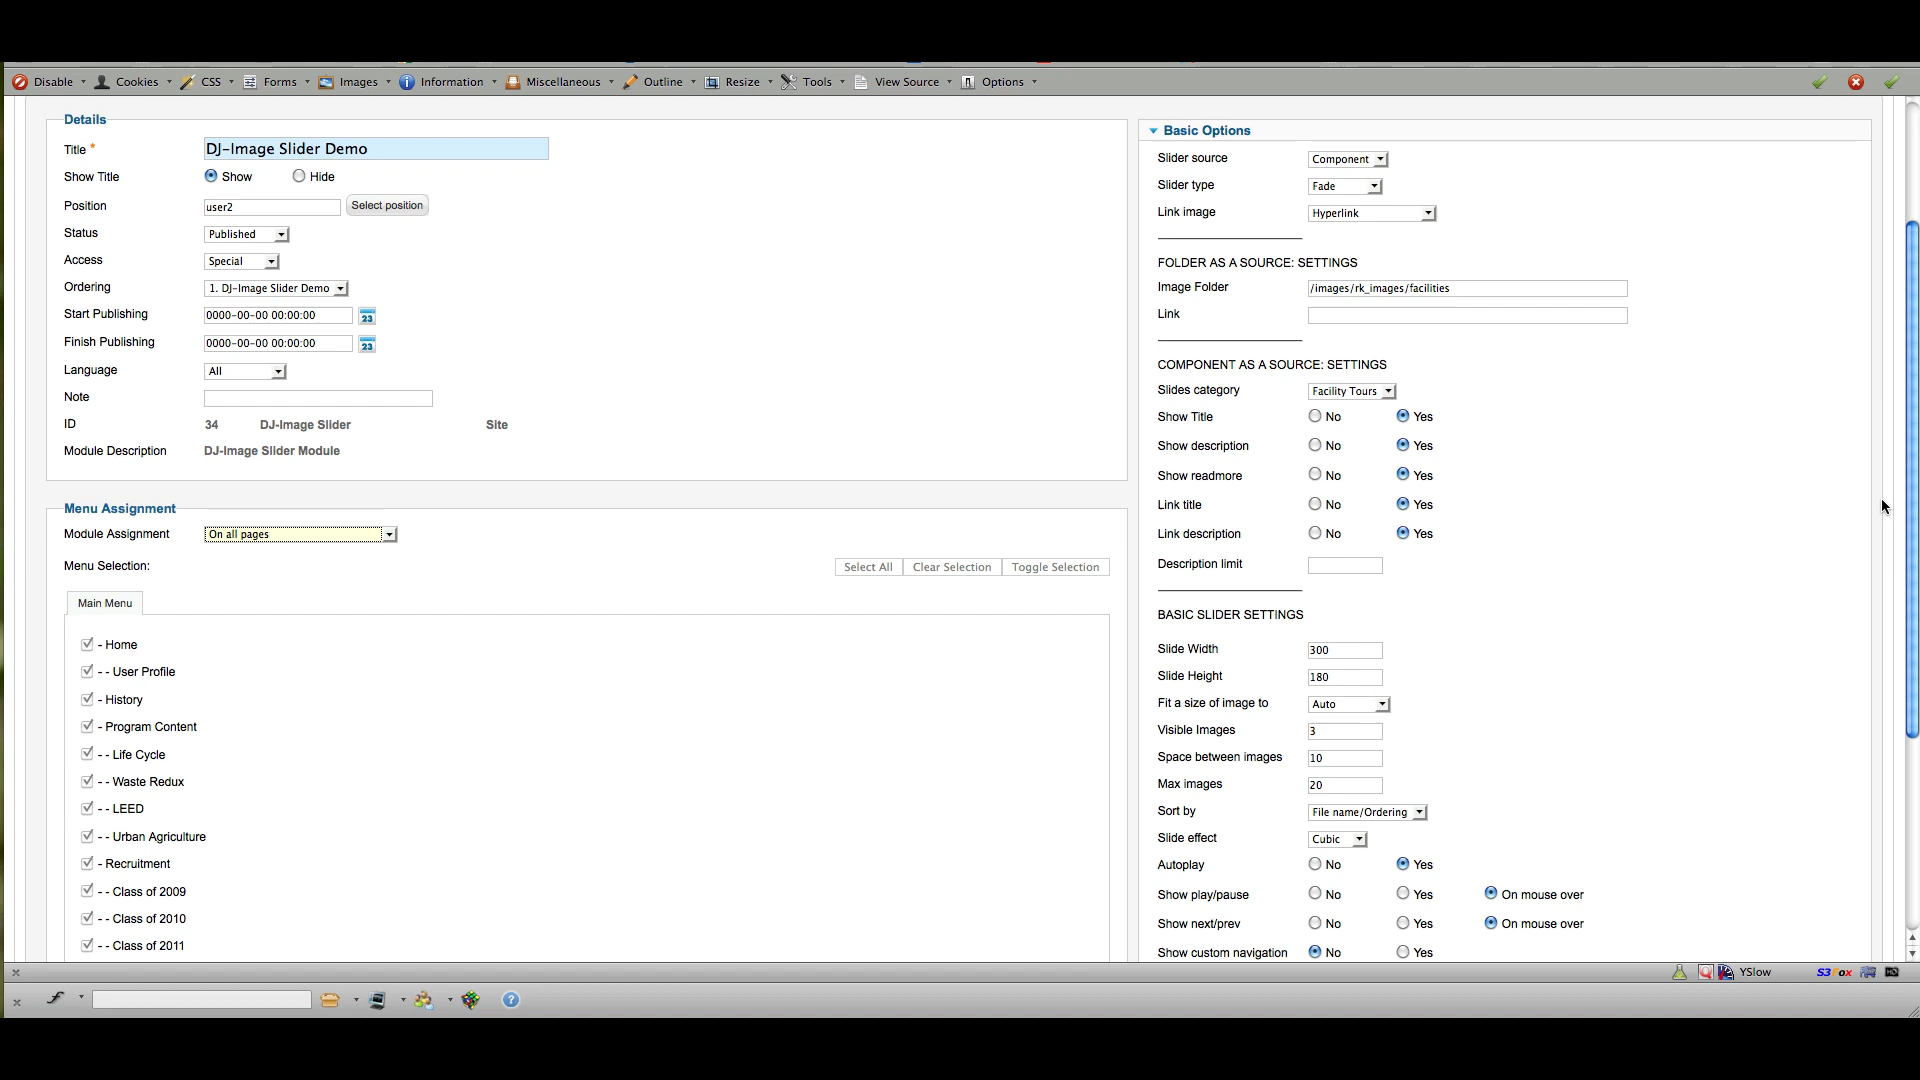 Disable Cookies CSS Forms Images Information Miscellaneous Outline Resize Tools View Source Options
Details
Title *
DJ-Image Slider Demo
Show Title
Show
Hide
Position
user2
Select position
Status
Published
Access
Special
Ordering
1. DJ-Image Slider Demo
Start Publishing
0000-00-00 00:00:00
23
Finish Publishing
0000-00-00 00:00:00
23
Language
All
Note
ID
34
DJ-Image Slider
Site
Module Description
DJ-Image Slider Module
Menu Assignment
Module Assignment
On all pages
Menu Selection:
Select All
Clear Selection
Toggle Selection
Main Menu
- Home
- - User Profile
- History
- Program Content
- - Life Cycle
- - Waste Redux
- - LEED
- - Urban Agriculture
- Recruitment
- - Class of 2009
- - Class of 2010
- - Class of 2011
Basic Options
Slider source
Component
Slider type
Fade
Link image
Hyperlink
FOLDER AS A SOURCE: SETTINGS
Image Folder
/images/rk_images/facilities
Link
COMPONENT AS A SOURCE: SETTINGS
Slides category
Facility Tours
Show Title
No
Yes
Show description
No
Yes
Show readmore
No
Yes
Link title
No
Yes
Link description
No
Yes
Description limit
BASIC SLIDER SETTINGS
Slide Width
300
Slide Height
180
Fit a size of image to
Auto
Visible Images
3
Space between images
10
Max images
20
Sort by
File name/Ordering
Slide effect
Cubic
Autoplay
No
Yes
Show play/pause
No
Yes
On mouse over
Show next/prev
No
Yes
On mouse over
Show custom navigation
No
Yes
YSlow
S3Fox